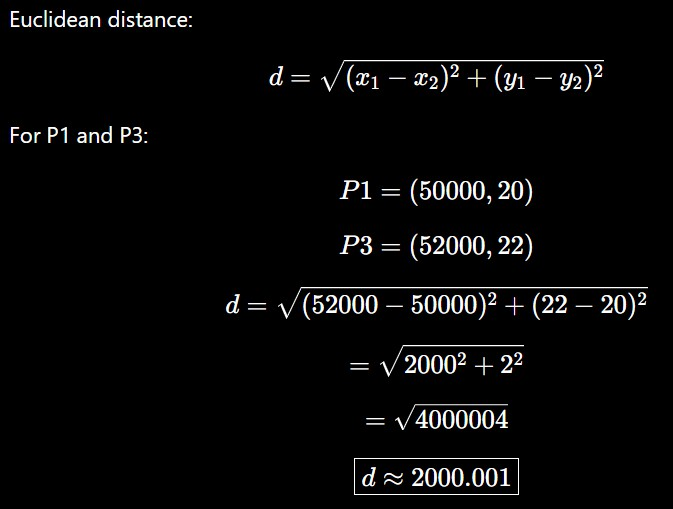 Euclidean distance:
d = √((x₁ − x₂)² + (y₁ − y₂)²)
For P1 and P3:
P1 = (50000, 20)
P3 = (52000, 22)
d = √((52000 − 50000)² + (22 − 20)²)
= √(2000² + 2²)
= √4000004
d ≈ 2000.001